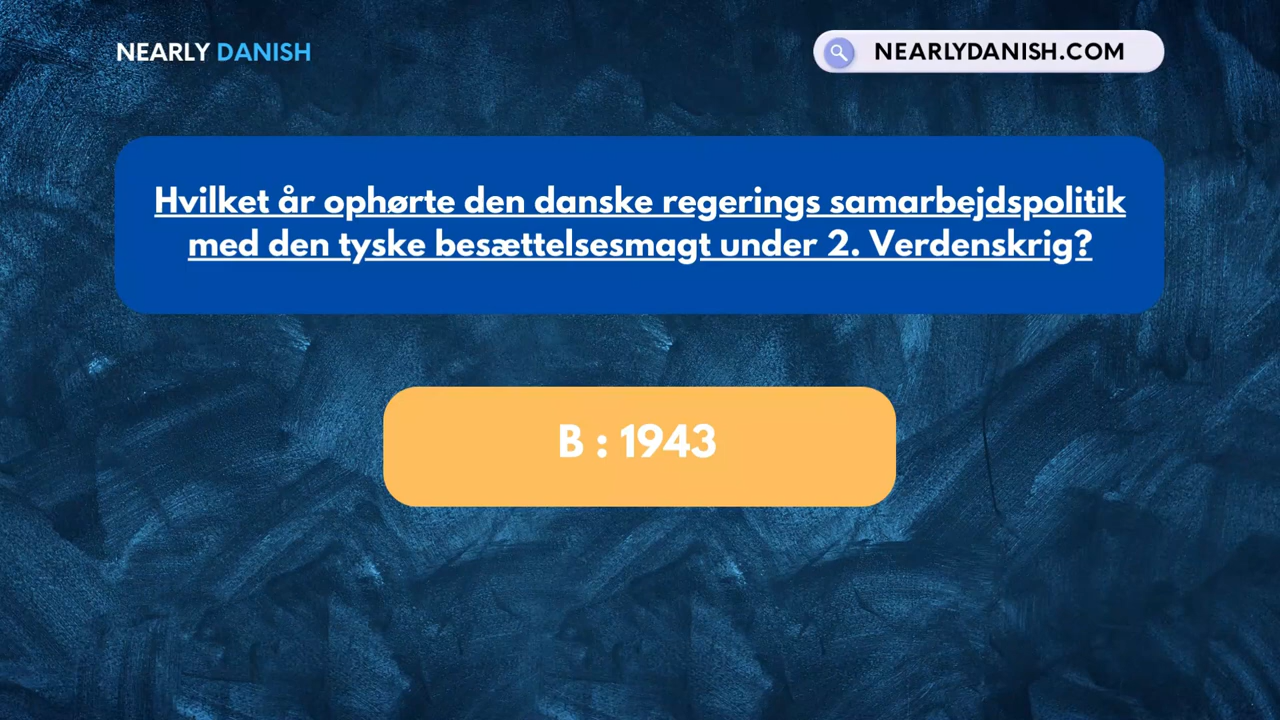 NEARLY DANISH
NEARLYDANISH.COM
Hvilket år ophørte den danske regerings samarbejdspolitik
med den tyske besættelsesmagt under 2. Verdenskrig?
B : 1943